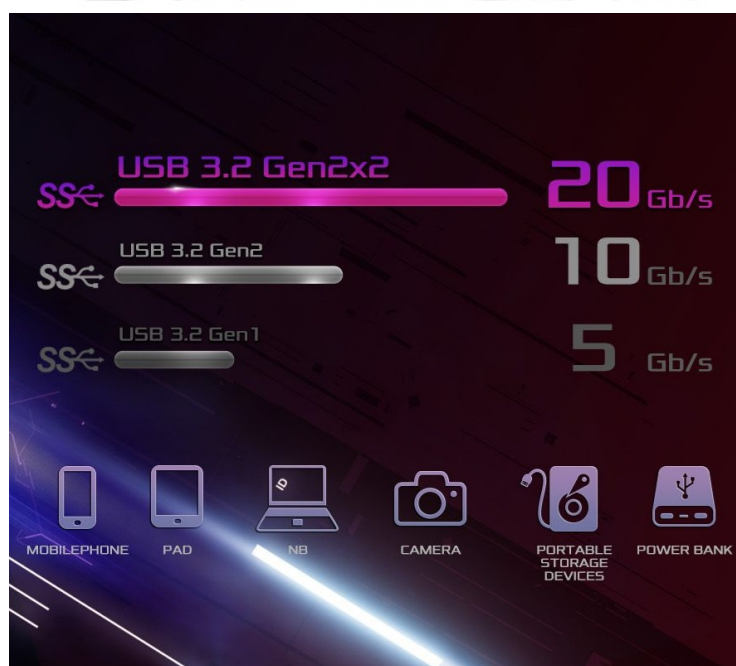 USB 3.2 Gen2x2
SS
20 Gb/s
USB 3.2 Gen2
SS
10 Gb/s
USB 3.2 Gen1
SS
5 Gb/s
ID
MOBILEPHONE
PAD
NB
CAMERA
PORTABLE
STORAGE
DEVICES
POWER BANK